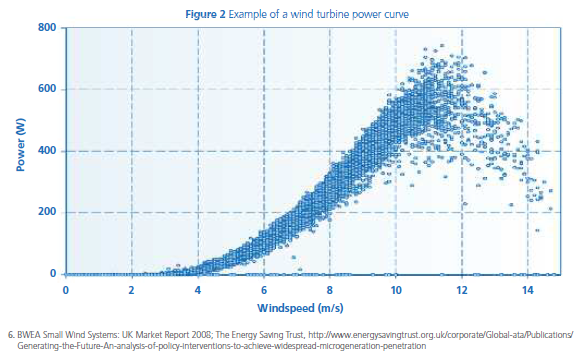 Figure 2 Example of a wind turbine power curve
800
600
400
200
0
Power (W)
0 2 4 6 8 10 12 14
Windspeed (m/s)
6. BWEA Small Wind Systems: UK Market Report 2008; The Energy Saving Trust, http://www.energysavingtrust.org.uk/corporate/Global-ata/Publications/
Generating-the-Future-An-analysis-of-policy-interventions-to-achieve-widespread-microgeneration-penetration